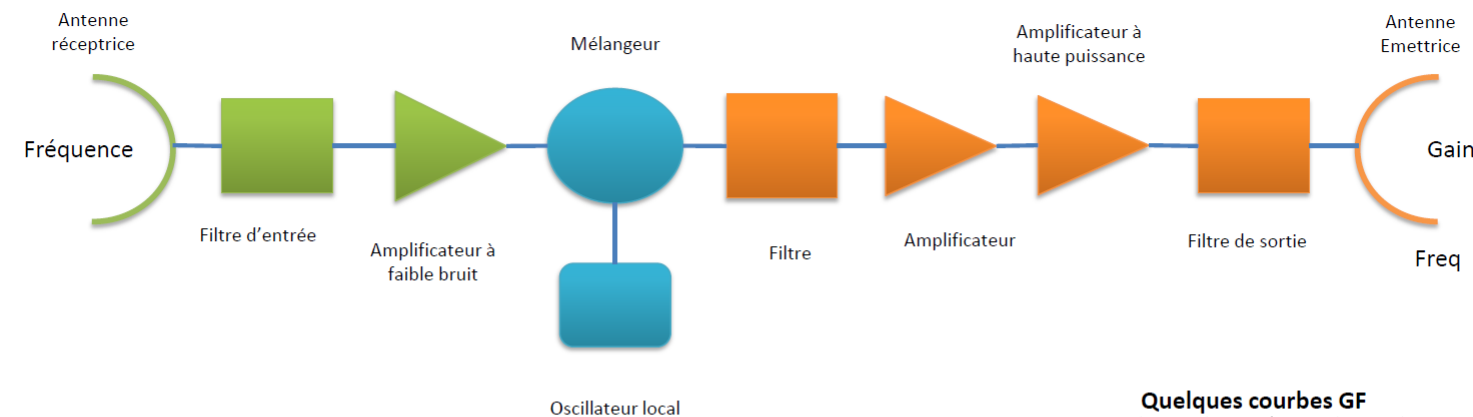 Antenne
réceptrice
Fréquence
Filtre d’entrée
Amplificateur à
faible bruit
Mélangeur
Oscillateur local
Filtre
Amplificateur
Amplificateur à
haute puissance
Filtre de sortie
Antenne
Emettrice
Gain
Freq
Quelques courbes GF